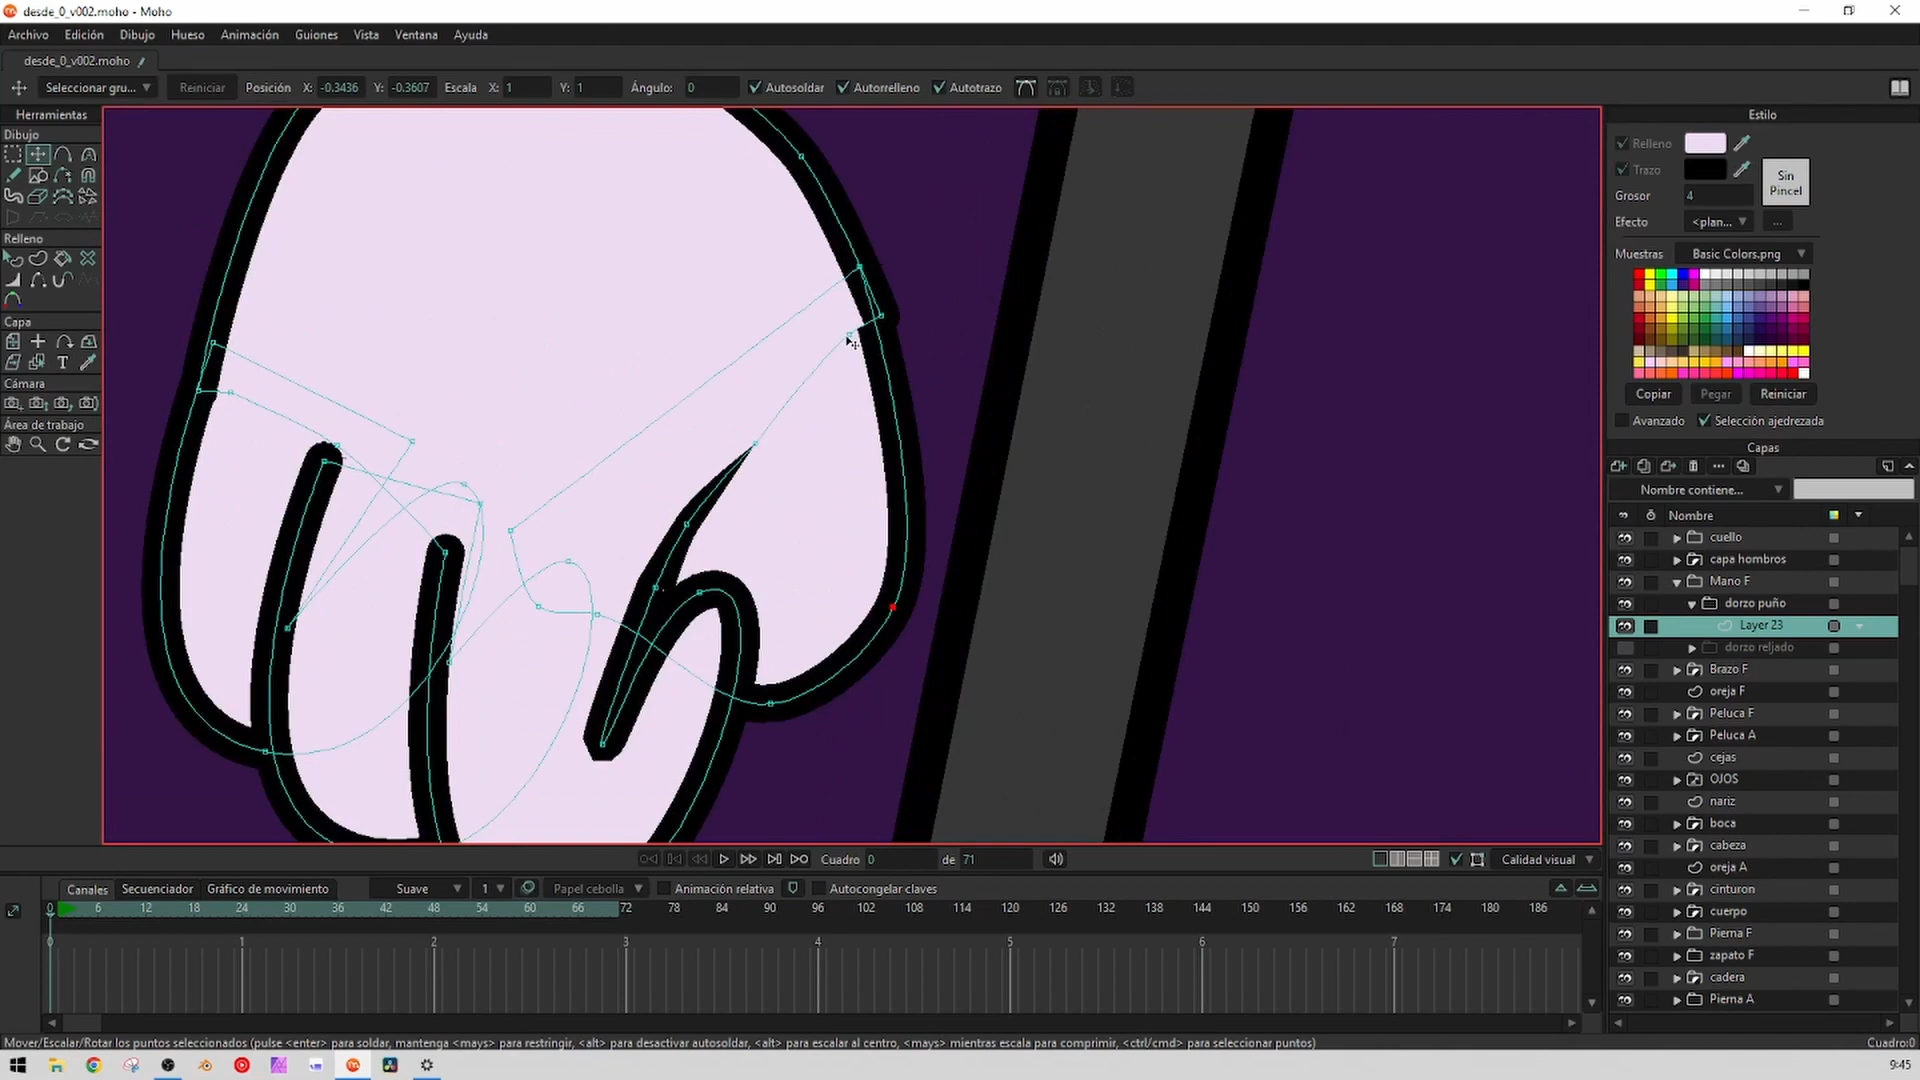 desde_0_v002.moho - Moho
Archivo Edición Dibujo Hueso Animación Guiones Vista Ventana Ayuda
desde_0_v002.moho
Seleccionar gru... Reiniciar Posición X: -0.3436 Y: -0.3607 Escala X: 1 Y: 1 Ángulo: 0 Autosoldar Autorrelleno Autotrazo
Herramientas
Dibujo
Relleno
Capa
T
Cámara
Área de trabajo
Estilo
Relleno
Trazo
Sin Pincel
Grosor 4
Efecto <plan... ...
Muestras Basic Colors.png
Copiar Pegar Reiniciar
Avanzado Selección ajedrezada
Capas
Nombre contiene...
Nombre
cuello
capa hombros
Mano F
dorzo puño
Layer 23
dorzo reljado
Brazo F
oreja F
Peluca F
Peluca A
cejas
OJOS
nariz
boca
cabeza
oreja A
cinturon
cuerpo
Pierna F
zapato F
cadera
Pierna A
Cuadro 0 de 71 Calidad visual
Canales Secuenciador Gráfico de movimiento Suave 1 Papel cebolla Animación relativa Autocongelar claves
0 6 12 18 24 30 36 42 48 54 60 66 72 78 84 90 96 102 108 114 120 126 132 138 144 150 156 162 168 174 180 186
0 1 2 3 4 5 6 7
Mover/Escalar/Rotar los puntos seleccionados (pulse <enter> para soldar, mantenga <mays> para restringir, <alt> para desactivar autosoldar, <alt> para escalar al centro, <mays> mientras escala para comprimir, <ctrl/cmd> para seleccionar puntos) Cuadro:0
9:45